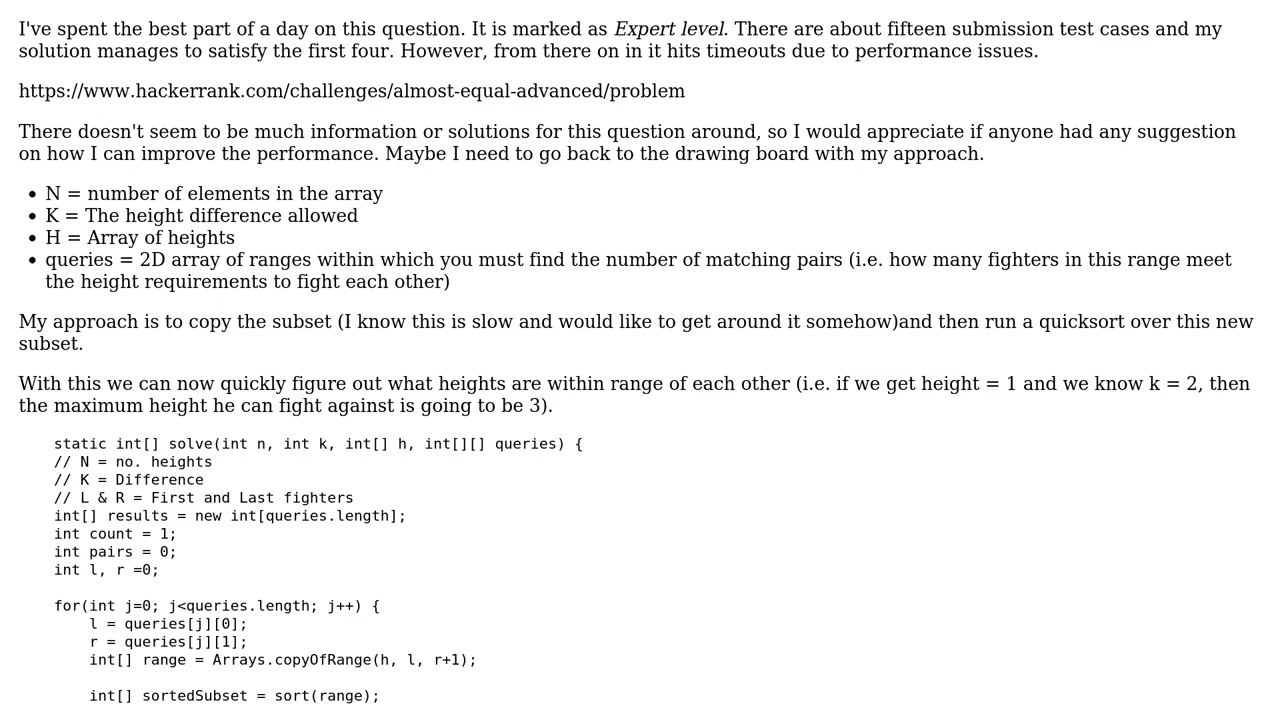 I've spent the best part of a day on this question. It is marked as Expert level. There are about fifteen submission test cases and my
solution manages to satisfy the first four. However, from there on in it hits timeouts due to performance issues.
https://www.hackerrank.com/challenges/almost-equal-advanced/problem
There doesn't seem to be much information or solutions for this question around, so I would appreciate if anyone had any suggestion
on how I can improve the performance. Maybe I need to go back to the drawing board with my approach.
• N = number of elements in the array
• K = The height difference allowed
• H = Array of heights
• queries = 2D array of ranges within which you must find the number of matching pairs (i.e. how many fighters in this range meet
the height requirements to fight each other)
My approach is to copy the subset (I know this is slow and would like to get around it somehow)and then run a quicksort over this new
subset.
With this we can now quickly figure out what heights are within range of each other (i.e. if we get height = 1 and we know k = 2, then
the maximum height he can fight against is going to be 3).
static int[] solve(int n, int k, int[] h, int[][] queries) {
// N = no. heights
// K = Difference
// L & R = First and Last fighters
int[] results = new int[queries.length];
int count = 1;
int pairs = 0;
int l, r =0;
for(int j=0; j<queries.length; j++) {
l = queries[j][0];
r = queries[j][1];
int[] range = Arrays.copyOfRange(h, l, r+1);
int[] sortedSubset = sort(range);